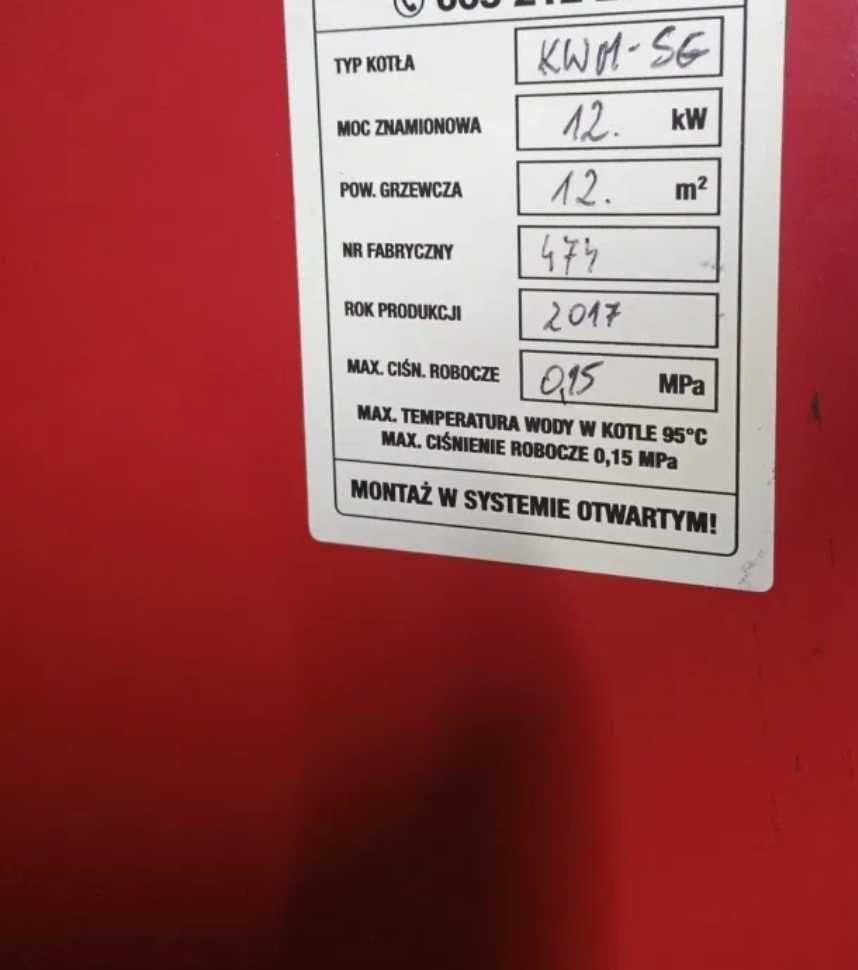 TYP KOTŁA KWM-SG
MOC ZNAMIONOWA 12. kW
POW. GRZEWCZA 12. m²
NR FABRYCZNY 474
ROK PRODUKCJI 2017
MAX. CIŚN. ROBOCZE 0,15 MPa
MAX. TEMPERATURA WODY W KOTLE 95°C
MAX. CIŚNIENIE ROBOCZE 0,15 MPa
MONTAŻ W SYSTEMIE OTWARTYM!